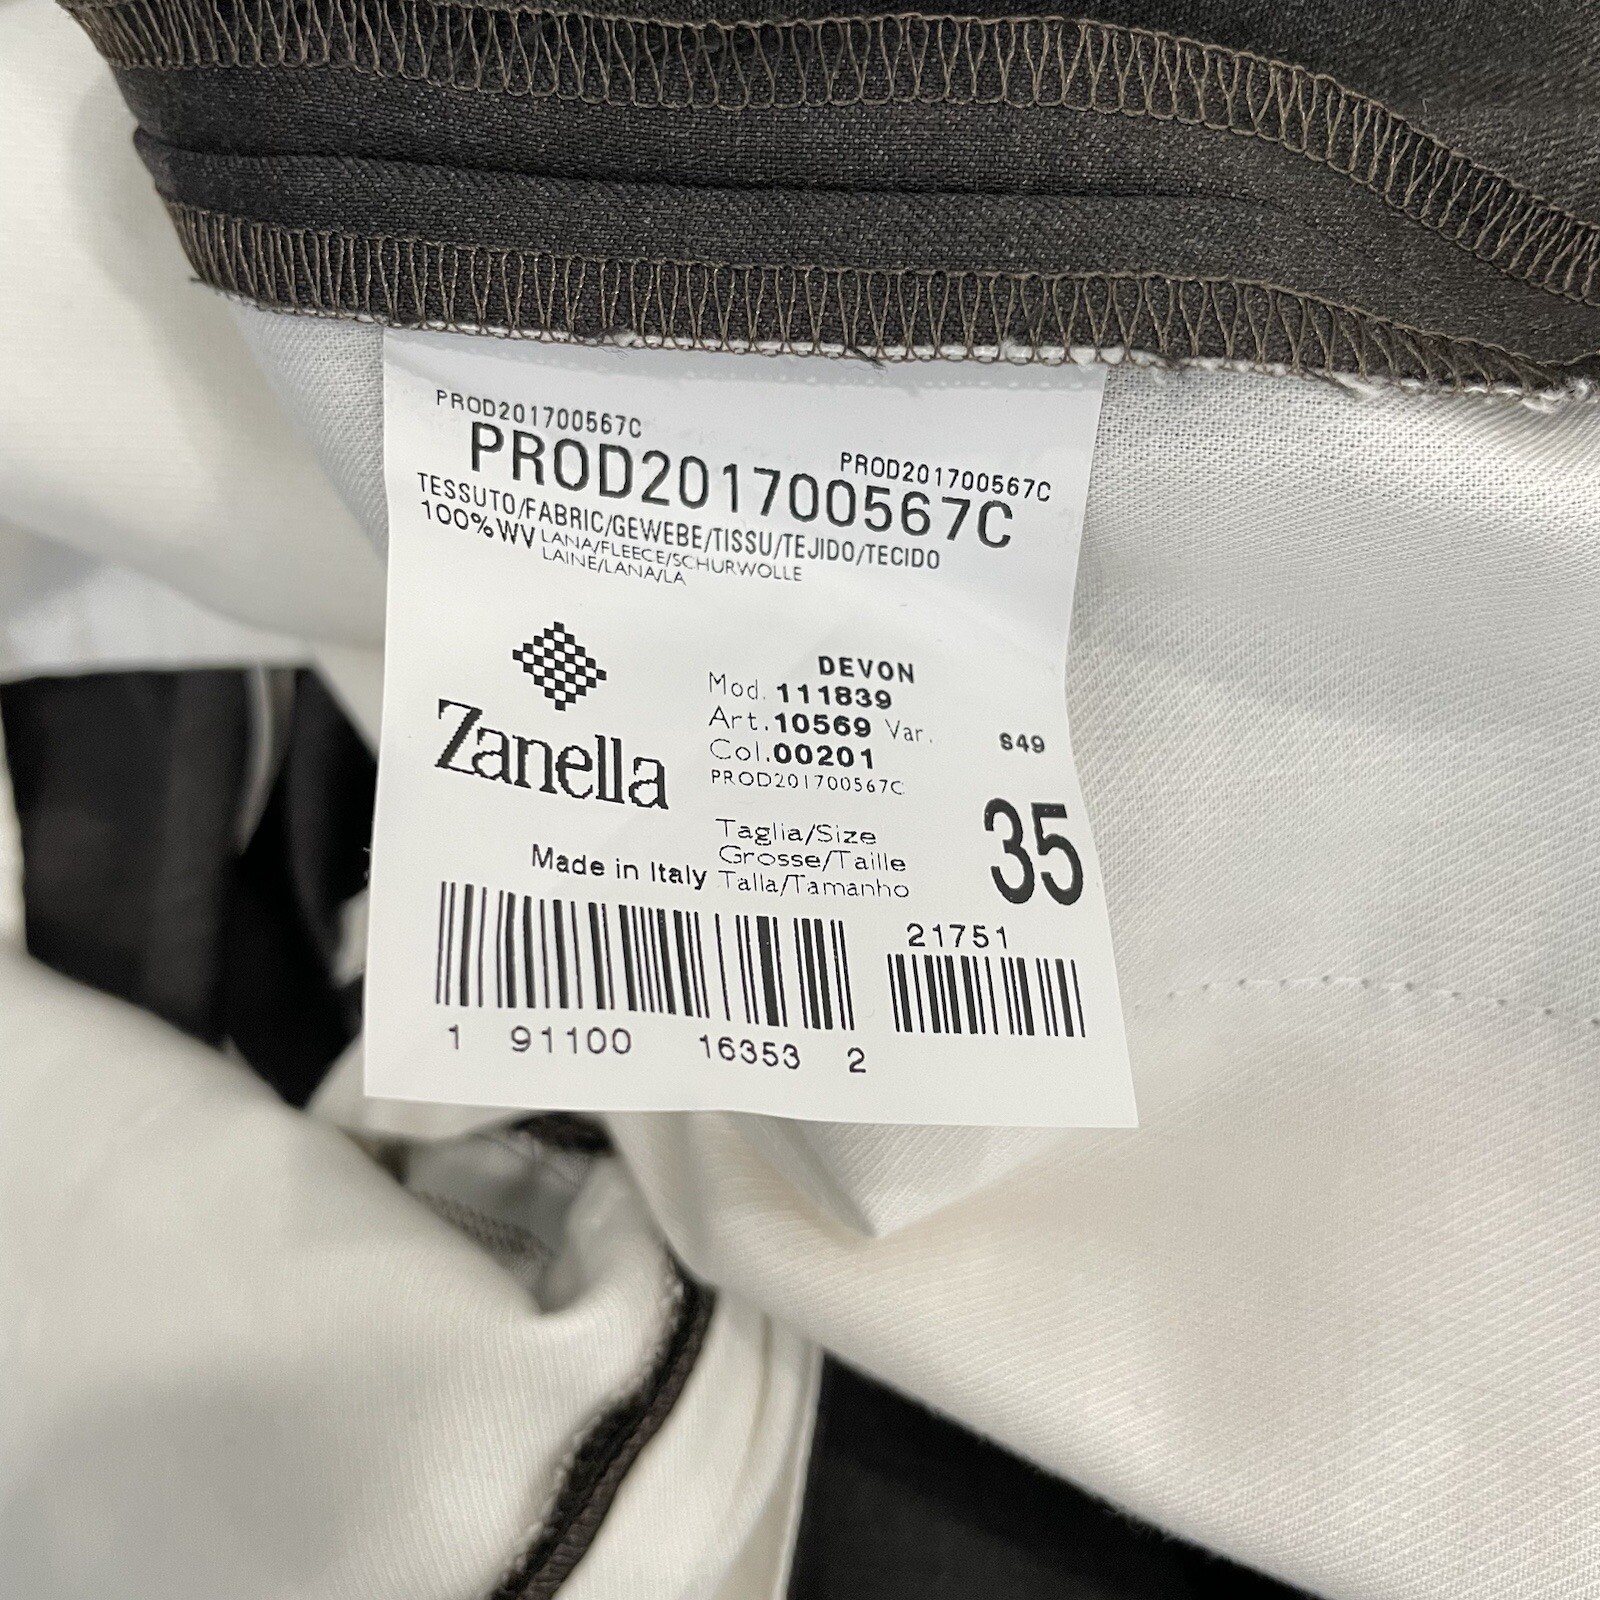 PROD201700567C
PROD201700567C
PROD201700567C
TESSUTO/FABRIC/GEWEBE/TISSU/TEJIDO/TECIDO
100%WV LANA/FLEECE/SCHURWOLLE
LAINE/LANA/LA
Zanella
DEVON
Mod. 111839
Art.10569 Var. S49
Col.00201
PROD201700567C
Taglia/Size
Grosse/Taille
Talla/Tamanho
35
Made in Italy
21751
1 91100 16353 2